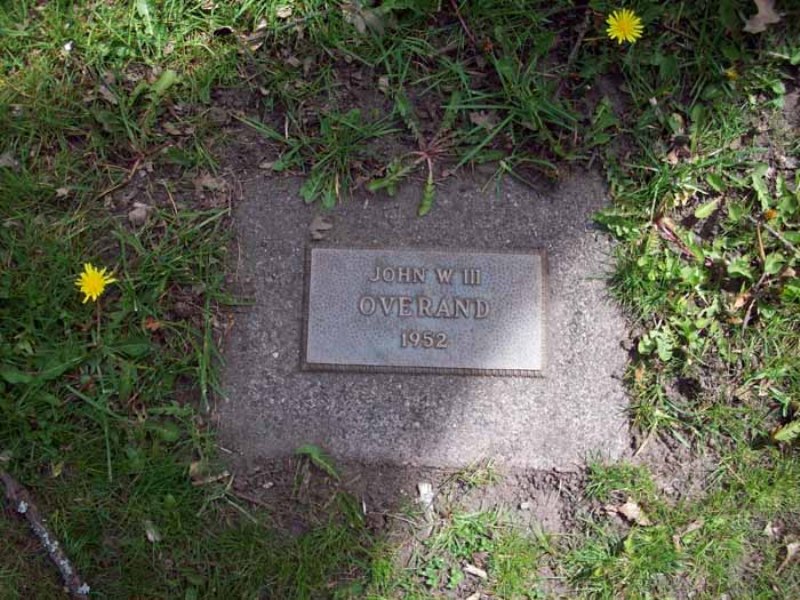 JOHN W III
OVERAND
1952